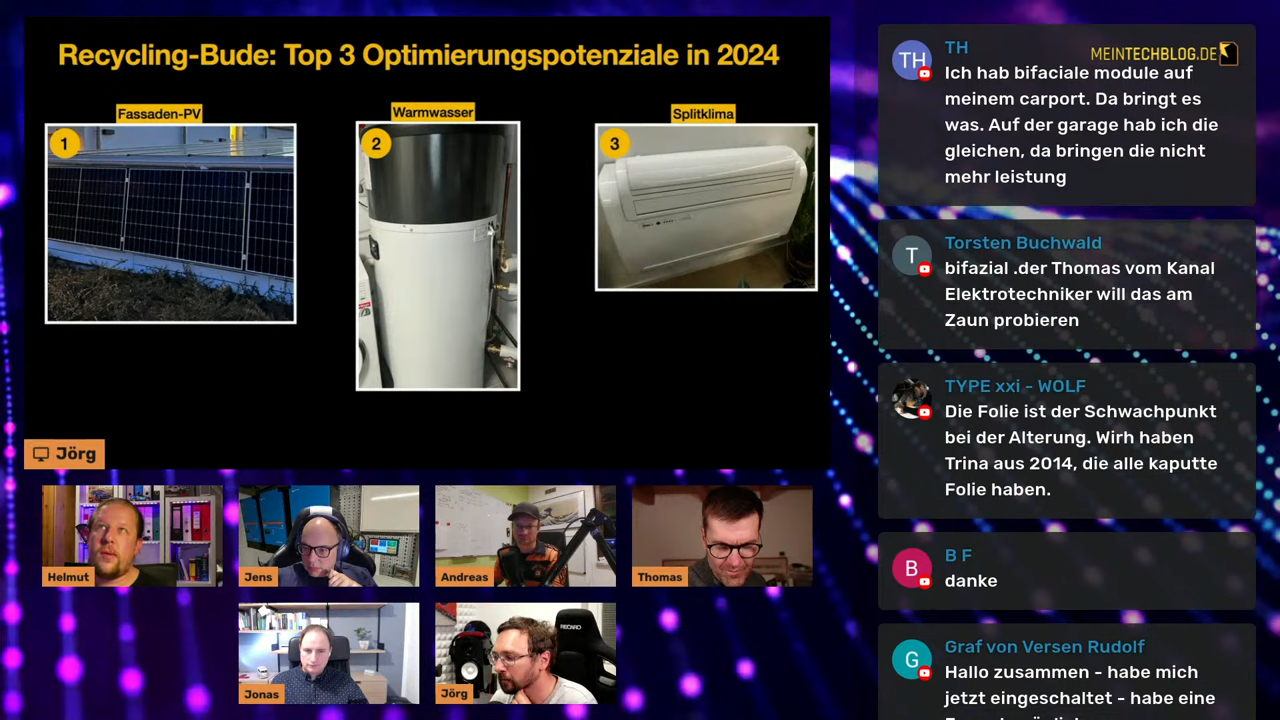 Recycling-Bude: Top 3 Optimierungspotenziale in 2024
Fassaden-PV
Warmwasser
Splitklima
1
2
3
Jörg
Helmut
Jens
Andreas
Thomas
Jonas
Jörg
RECARO
MEINTECHBLOG.DE
TH
TH
Ich hab bifaciale module auf
meinem carport. Da bringt es
was. Auf der garage hab ich die
gleichen, da bringen die nicht
mehr leistung
T
Torsten Buchwald
bifazial .der Thomas vom Kanal
Elektrotechniker will das am
Zaun probieren
TYPE xxi - WOLF
Die Folie ist der Schwachpunkt
bei der Alterung. Wirh haben
Trina aus 2014, die alle kaputte
Folie haben.
B
B F
danke
G
Graf von Versen Rudolf
Hallo zusammen - habe mich
jetzt eingeschaltet - habe eine